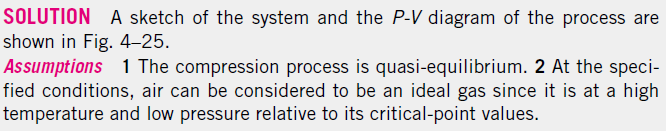 SOLUTION A sketch of the system and the P-V diagram of the process are
shown in Fig. 4–25.
Assumptions 1 The compression process is quasi-equilibrium. 2 At the speci-
fied conditions, air can be considered to be an ideal gas since it is at a high
temperature and low pressure relative to its critical-point values.